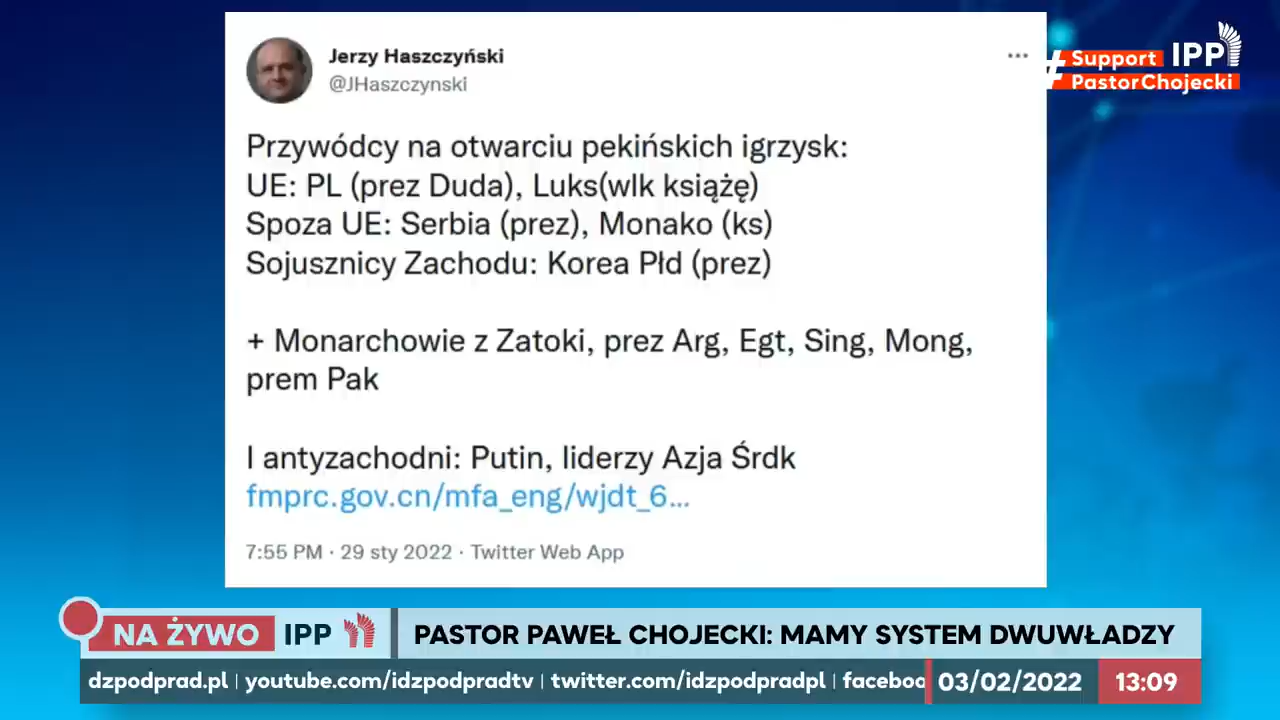 Jerzy Haszczyński
@JHaszczynski
...
# Support IPP
PastorChojecki
Przywódcy na otwarciu pekińskich igrzysk:
UE: PL (prez Duda), Luks(wlk książę)
Spoza UE: Serbia (prez), Monako (ks)
Sojusznicy Zachodu: Korea Płd (prez)
+ Monarchowie z Zatoki, prez Arg, Egt, Sing, Mong,
prem Pak
I antyzachodni: Putin, liderzy Azja Śrdk
fmprc.gov.cn/mfa_eng/wjdt_6...
7:55 PM · 29 sty 2022 · Twitter Web App
NA ŻYWO IPP PASTOR PAWEŁ CHOJECKI: MAMY SYSTEM DWUWŁADZY
dzpodprad.pl | youtube.com/idzpodpradtv | twitter.com/idzpodpradpl | faceboo 03/02/2022 13:09